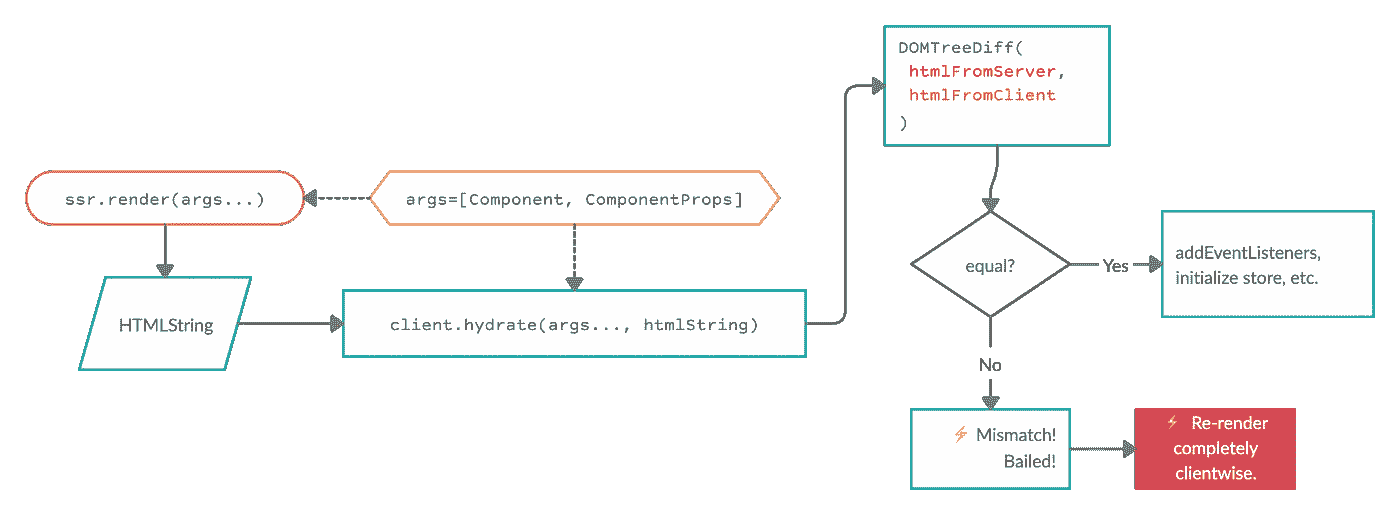 ssr.render(args...)
args=[Component, ComponentProps]
HTMLString
client.hydrate(args..., htmlString)
DOMTreeDiff(
htmlFromServer,
htmlFromClient
)
equal?
Yes
addEventListeners,
initialize store, etc.
No
⚡ Mismatch!
Bailed!
⚡ Re-render
completely
clientwise.